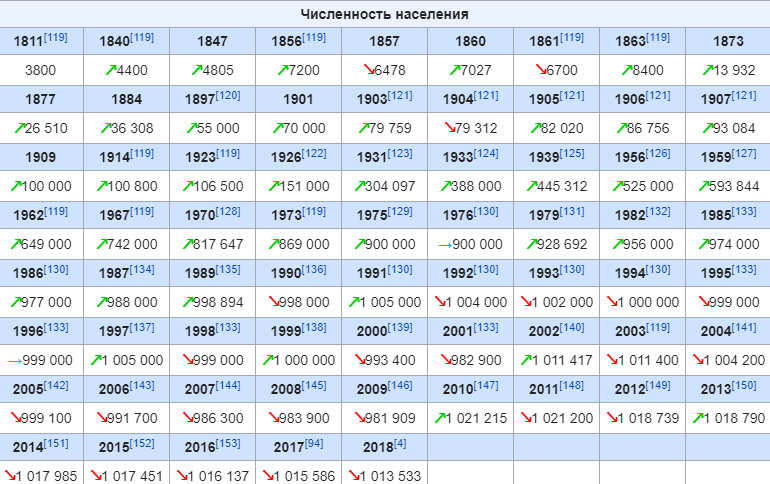 Численность населения
1811[119] 1840[119] 1847 1856[119] 1857 1860 1861[119] 1863[119] 1873
3800 ↗4400 ↗4805 ↗7200 ↘6478 ↗7027 ↘6700 ↗8400 ↗13 932
1877 1884 1897[120] 1901 1903[121] 1904[121] 1905[121] 1906[121] 1907[121]
↗26 510 ↗36 308 ↗55 000 ↗70 000 ↗79 759 ↘79 312 ↗82 020 ↗86 756 ↗93 084
1909 1914[119] 1923[119] 1926[122] 1931[123] 1933[124] 1939[125] 1956[126] 1959[127]
↗100 000 ↗100 800 ↗106 500 ↗151 000 ↗304 097 ↗388 000 ↗445 312 ↗525 000 ↗593 844
1962[119] 1967[119] 1970[128] 1973[119] 1975[129] 1976[130] 1979[131] 1982[132] 1985[133]
↗649 000 ↗742 000 ↗817 647 ↗869 000 ↗900 000 →900 000 ↗928 692 ↗956 000 ↗974 000
1986[130] 1987[134] 1989[135] 1990[136] 1991[130] 1992[130] 1993[130] 1994[130] 1995[133]
↗977 000 ↗988 000 ↗998 894 ↘998 000 ↗1 005 000 ↘1 004 000 ↘1 002 000 ↘1 000 000 ↘999 000
1996[133] 1997[137] 1998[133] 1999[138] 2000[139] 2001[133] 2002[140] 2003[119] 2004[141]
→999 000 ↗1 005 000 ↘999 000 ↗1 000 000 ↘993 400 ↘982 900 ↗1 011 417 ↘1 011 400 ↘1 004 200
2005[142] 2006[143] 2007[144] 2008[145] 2009[146] 2010[147] 2011[148] 2012[149] 2013[150]
↘999 100 ↘991 700 ↘986 300 ↘983 900 ↘981 909 ↗1 021 215 ↘1 021 200 ↘1 018 739 ↗1 018 790
2014[151] 2015[152] 2016[153] 2017[94] 2018[4]
↘1 017 985 ↘1 017 451 ↘1 016 137 ↘1 015 586 ↘1 013 533